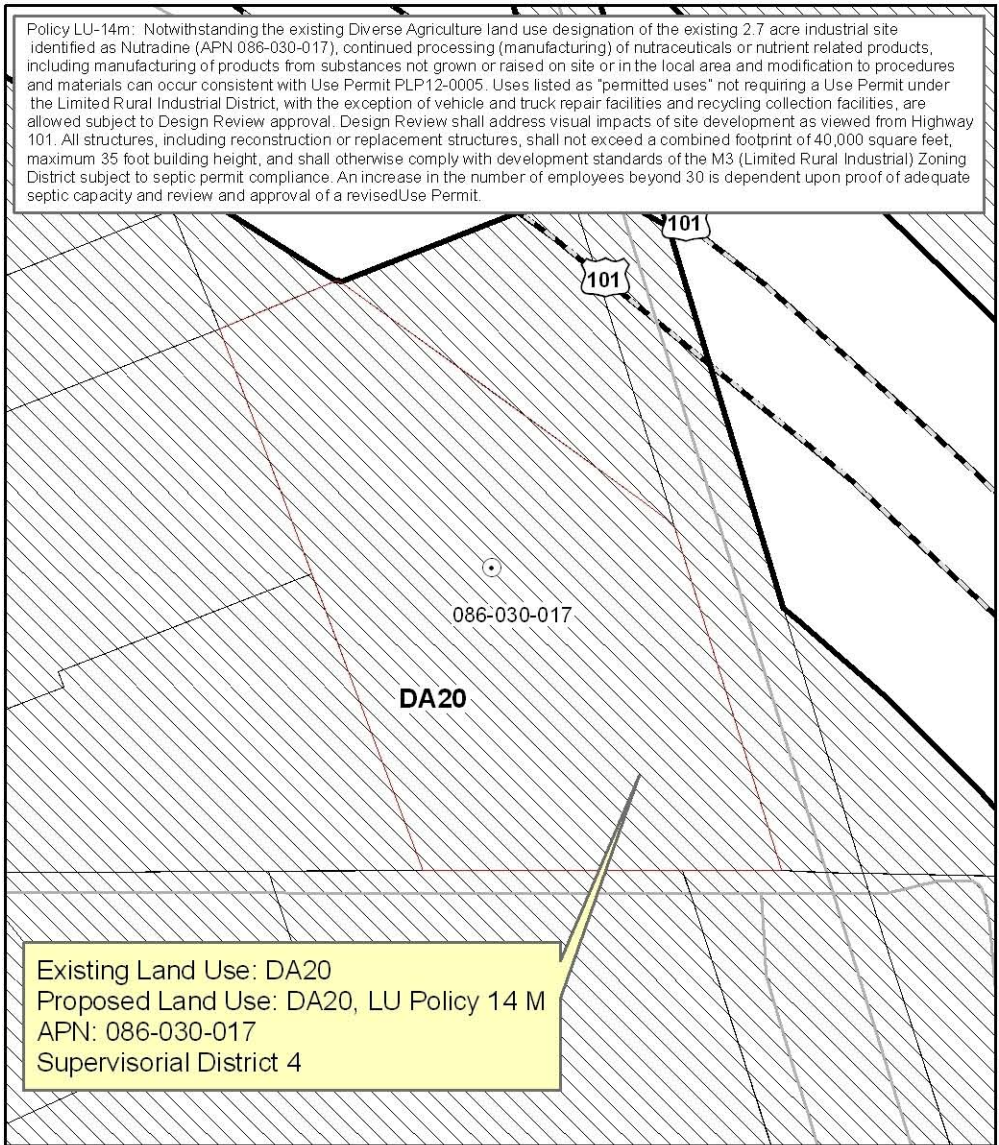 Policy LU-14m: Notwithstanding the existing Diverse Agriculture land use designation of the existing 2.7 acre industrial site
identified as Nutradine (APN 086-030-017), continued processing (manufacturing) of nutraceuticals or nutrient related products,
including manufacturing of products from substances not grown or raised on site or in the local area and modification to procedures
and materials can occur consistent with Use Permit PLP12-0005. Uses listed as "permitted uses" not requiring a Use Permit under
the Limited Rural Industrial District, with the exception of vehicle and truck repair facilities and recycling collection facilities, are
allowed subject to Design Review approval. Design Review shall address visual impacts of site development as viewed from Highway
101. All structures, including reconstruction or replacement structures, shall not exceed a combined footprint of 40,000 square feet,
maximum 35 foot building height, and shall otherwise comply with development standards of the M3 (Limited Rural Industrial) Zoning
District subject to septic permit compliance. An increase in the number of employees beyond 30 is dependent upon proof of adequate
septic capacity and review and approval of a revisedUse Permit.
101
101
086-030-017
DA20
Existing Land Use: DA20
Proposed Land Use: DA20, LU Policy 14 M
APN: 086-030-017
Supervisorial District 4